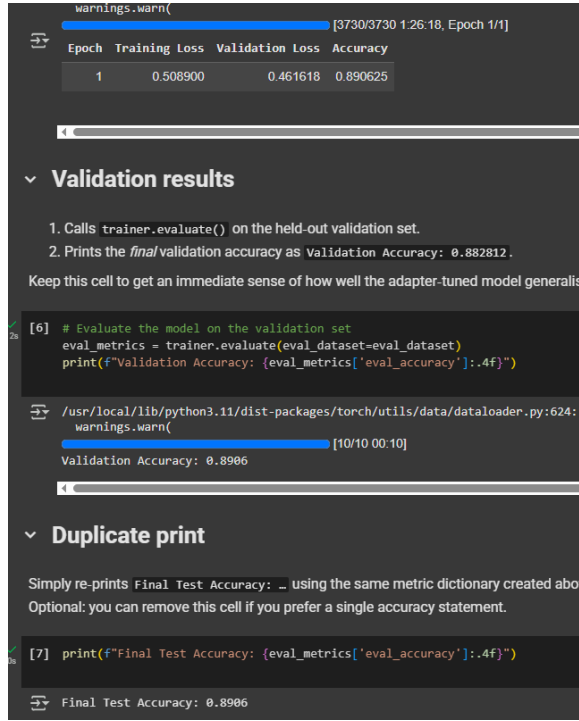 warnings.warn(
[3730/3730 1:26:18, Epoch 1/1]
Epoch Training Loss Validation Loss Accuracy
1 0.508900 0.461618 0.890625
Validation results
1. Calls trainer.evaluate() on the held-out validation set.
2. Prints the final validation accuracy as Validation Accuracy: 0.882812.
Keep this cell to get an immediate sense of how well the adapter-tuned model generalis
2s
[6] # Evaluate the model on the validation set
eval_metrics = trainer.evaluate(eval_dataset=eval_dataset)
print(f"Validation Accuracy: {eval_metrics['eval_accuracy']:.4f}")
/usr/local/lib/python3.11/dist-packages/torch/utils/data/dataloader.py:624:
warnings.warn(
[10/10 00:10]
Validation Accuracy: 0.8906
Duplicate print
Simply re-prints Final Test Accuracy: … using the same metric dictionary created abo
Optional: you can remove this cell if you prefer a single accuracy statement.
0s
[7] print(f"Final Test Accuracy: {eval_metrics['eval_accuracy']:.4f}")
Final Test Accuracy: 0.8906